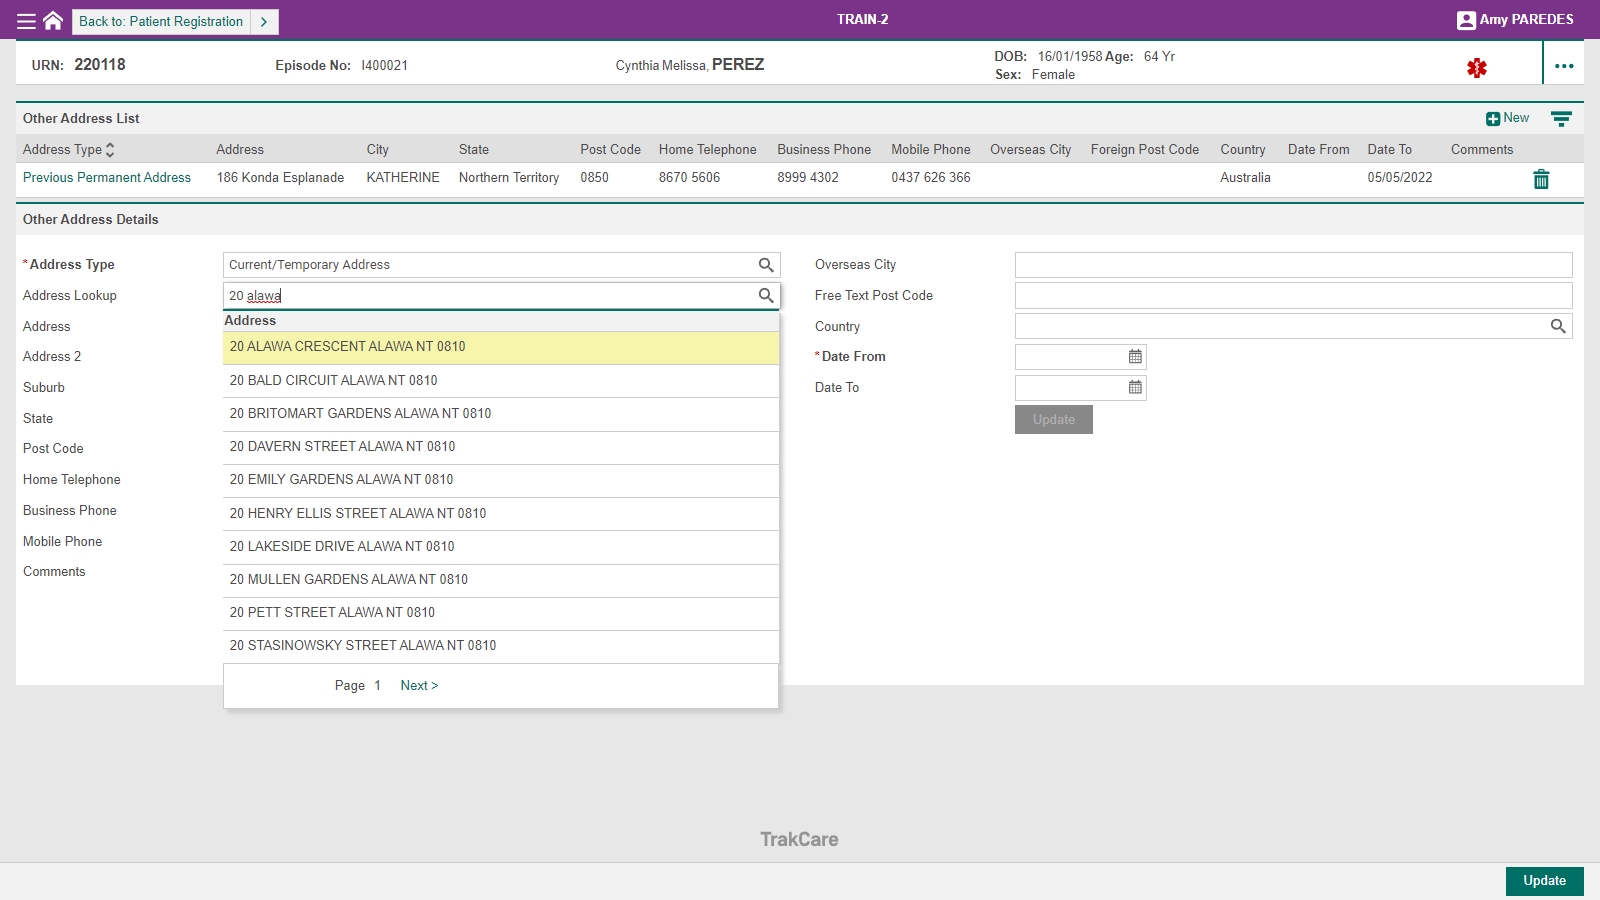 Back to: Patient Registration >
TRAIN-2
Amy PAREDES
URN: 220118 Episode No: I400021 Cynthia Melissa, PEREZ DOB: 16/01/1958 Age: 64 Yr
Sex: Female
Other Address List
New
Address Type Address City State Post Code Home Telephone Business Phone Mobile Phone Overseas City Foreign Post Code Country Date From Date To Comments
Previous Permanent Address 186 Konda Esplanade KATHERINE Northern Territory 0850 8670 5606 8999 4302 0437 626 366 Australia 05/05/2022
Other Address Details
*Address Type Current/Temporary Address
Address Lookup 20 alawa
Address
Address 2
Suburb
State
Post Code
Home Telephone
Business Phone
Mobile Phone
Comments
Address
20 ALAWA CRESCENT ALAWA NT 0810
20 BALD CIRCUIT ALAWA NT 0810
20 BRITOMART GARDENS ALAWA NT 0810
20 DAVERN STREET ALAWA NT 0810
20 EMILY GARDENS ALAWA NT 0810
20 HENRY ELLIS STREET ALAWA NT 0810
20 LAKESIDE DRIVE ALAWA NT 0810
20 MULLEN GARDENS ALAWA NT 0810
20 PETT STREET ALAWA NT 0810
20 STASINOWSKY STREET ALAWA NT 0810
Page 1 Next >
Overseas City
Free Text Post Code
Country
*Date From
Date To
Update
TrakCare
Update